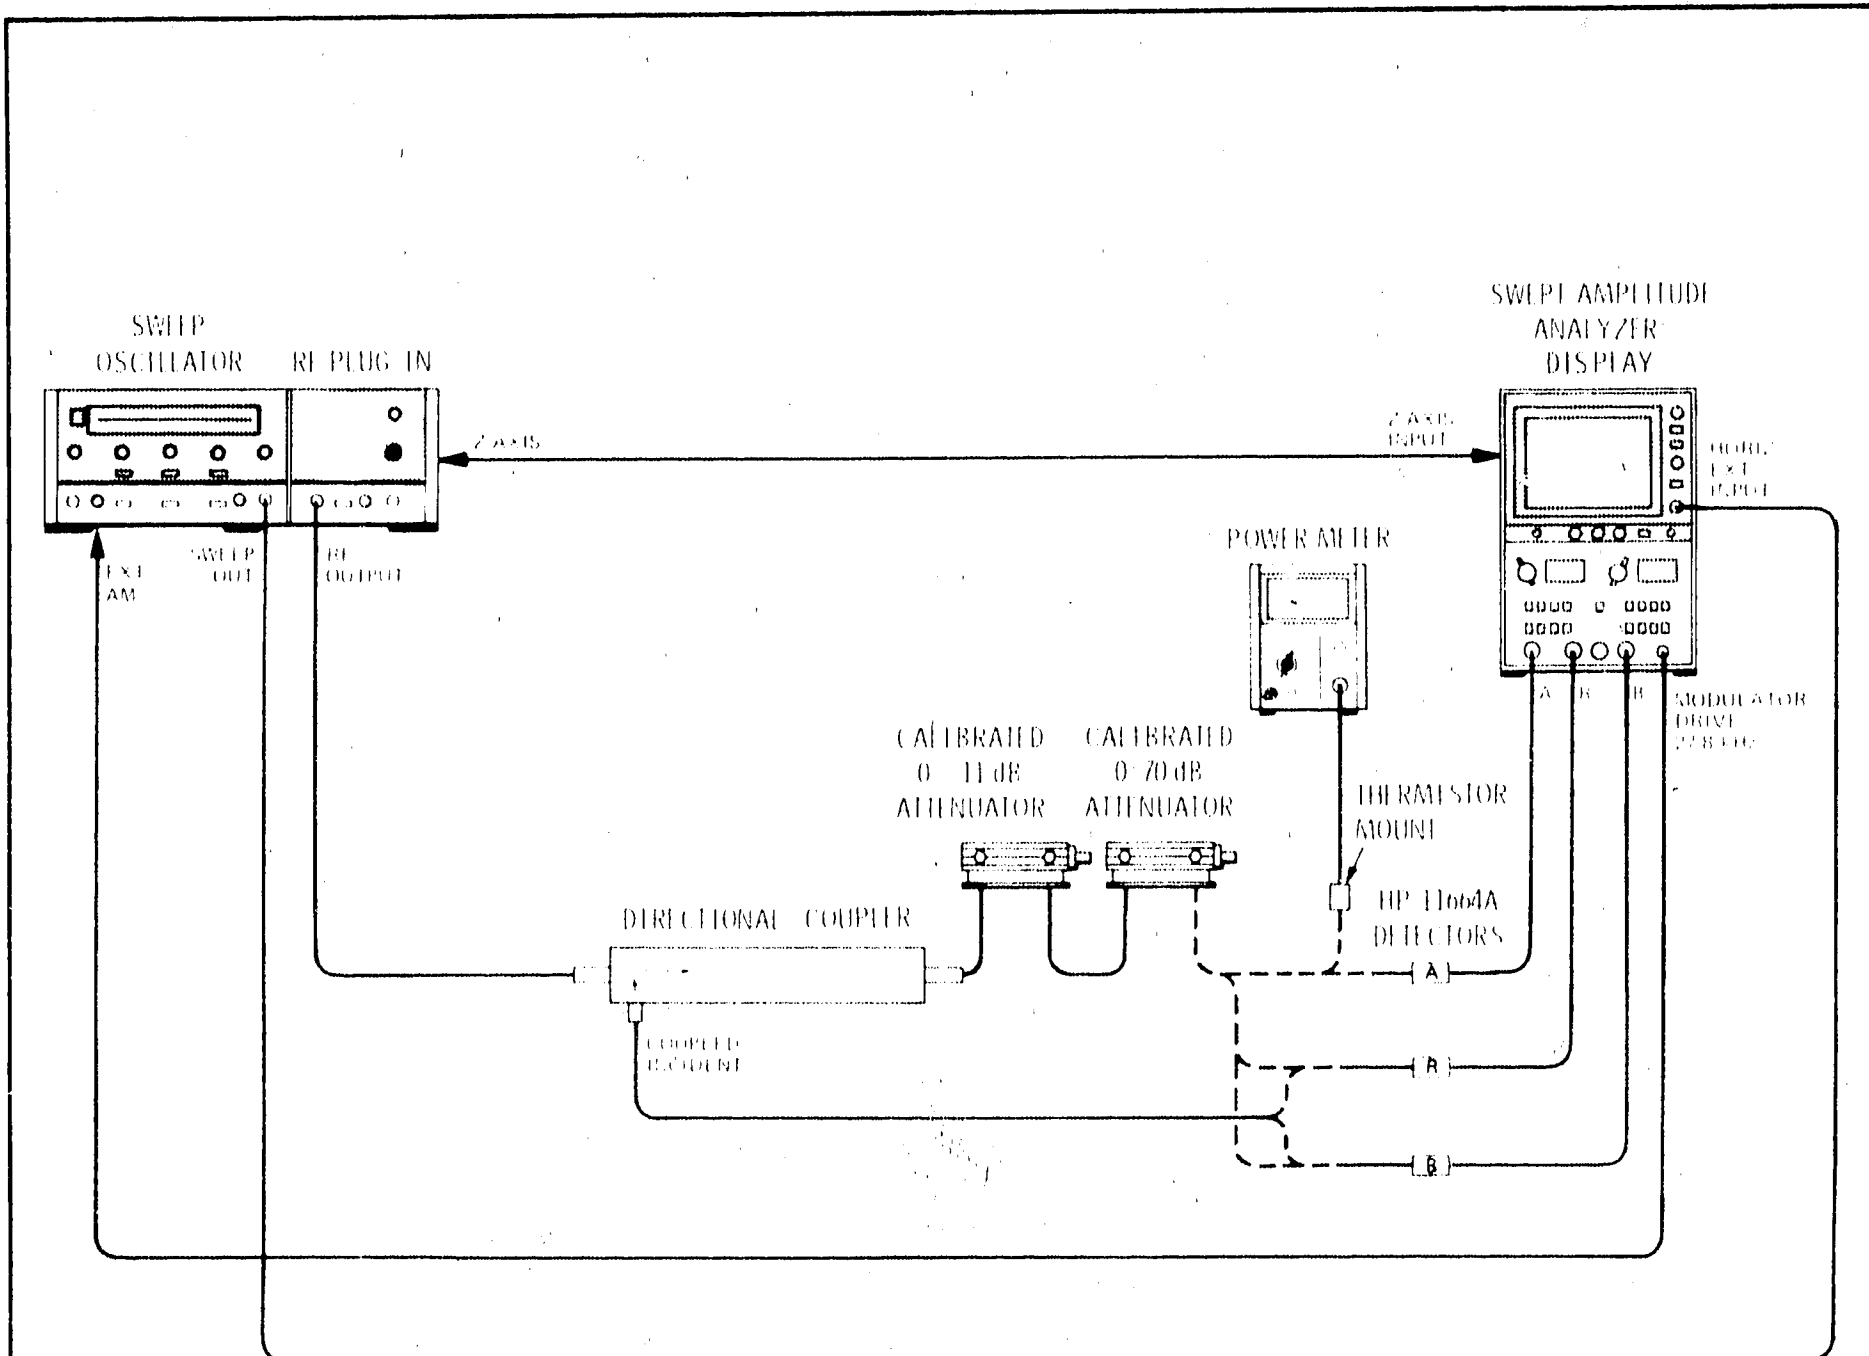 SWEEP
OSCILLATOR
RF PLUG IN
Z AXIS
Z AXIS
INPUT
SWEPT AMPLITUDE
ANALYZER
DISPLAY
HORIZ
EXT
INPUT
EXT
AM
SWEEP
OUT
RF
OUTPUT
POWER METER
A
R
B
MODULATOR
DRIVE
CALIBRATED
0 11 dB
ATTENUATOR
CALIBRATED
0 70 dB
ATTENUATOR
THERMISTOR
MOUNT
HP 11664A
DETECTORS
DIRECTIONAL COUPLER
COUPLED
INCIDENT
A
R
B